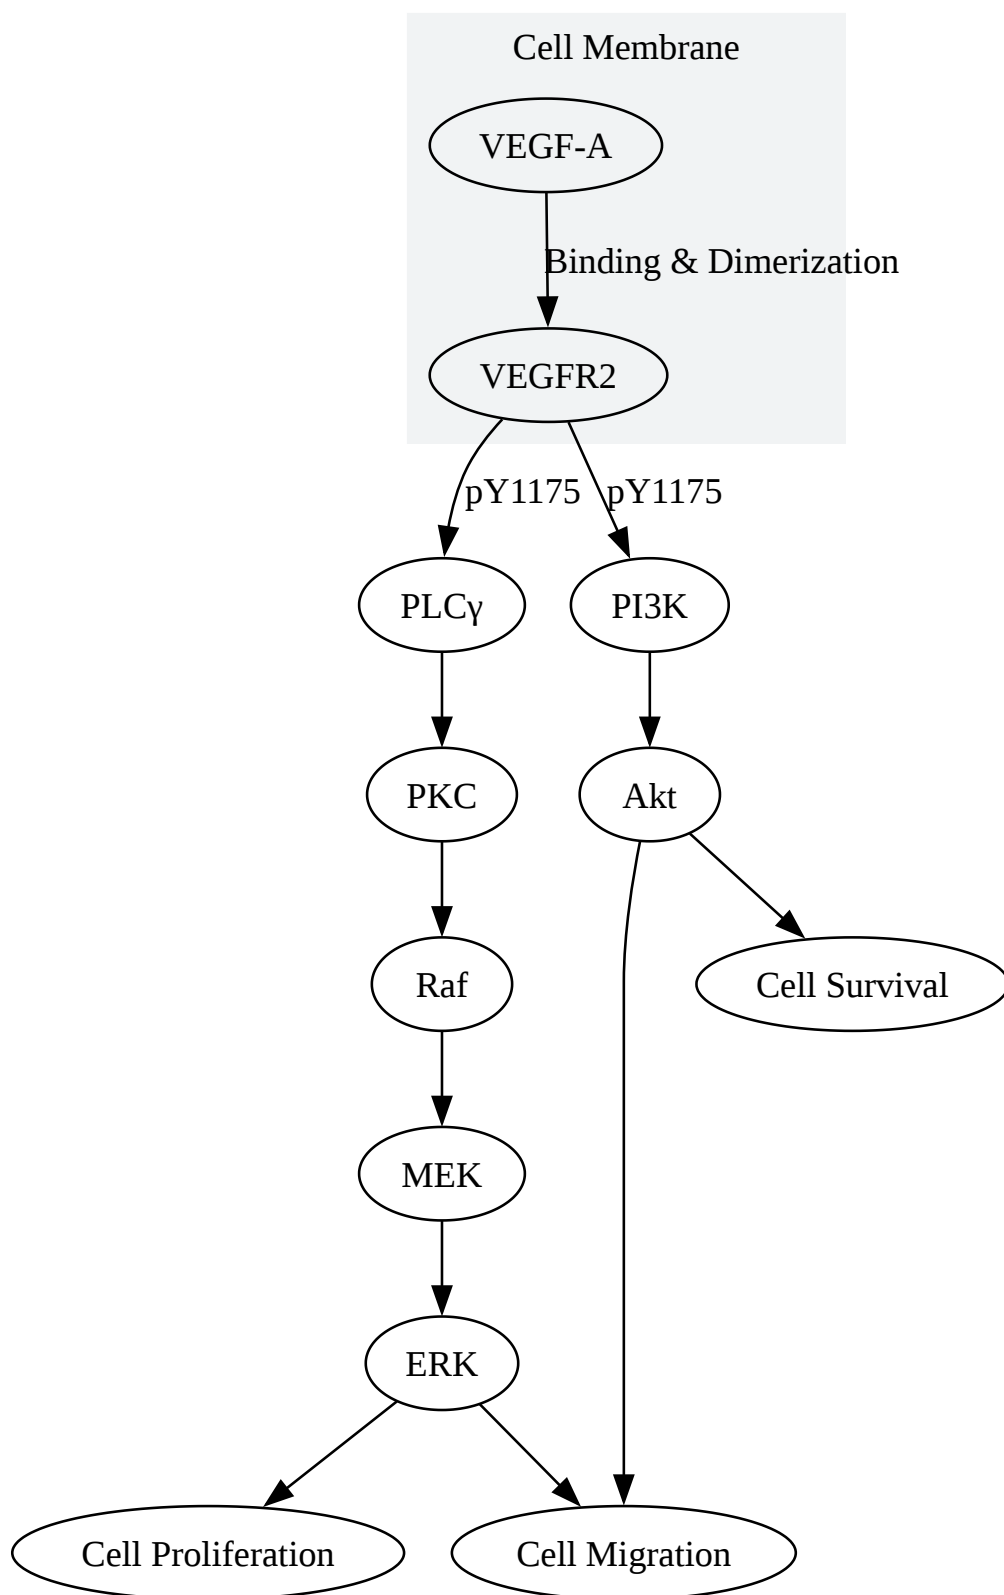 Cell Membrane
VEGF-A
Binding & Dimerization
VEGFR2
pY1175
pY1175
PLCγ
PI3K
PKC
Akt
Raf
Cell Survival
MEK
ERK
Cell Proliferation
Cell Migration